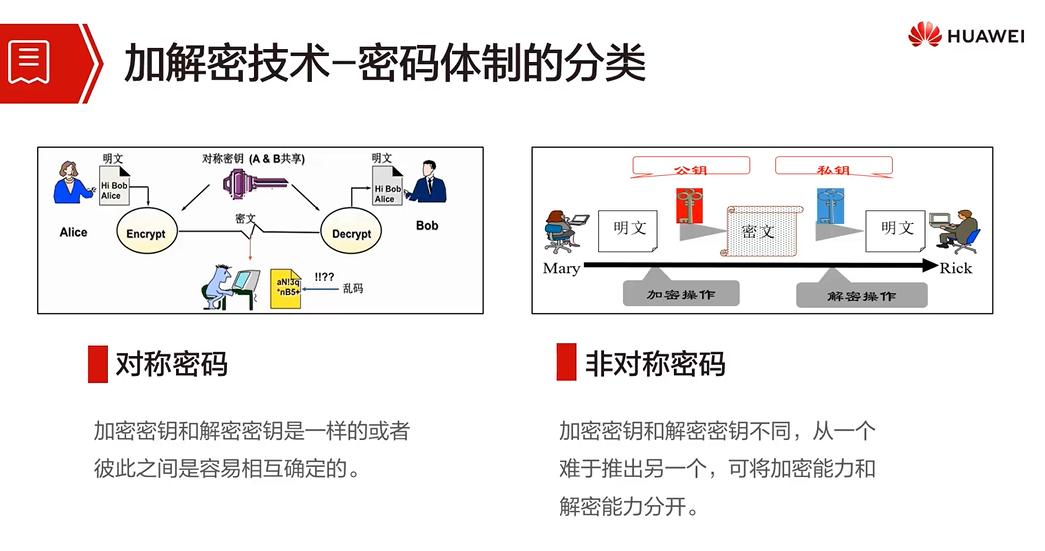 HUAWEI
加解密技术-密码体制的分类
明文
对称密钥 (A & B共享)
明文
Hi Bob
Alice
Hi Bob
Alice
Alice
Encrypt
密文
Decrypt
Bob
!!??
aN!3q
*nB5+
乱码
公钥
私钥
明文
密文
明文
Mary
Rick
加密操作
解密操作
对称密码
加密密钥和解密密钥是一样的或者
彼此之间是容易相互确定的。
非对称密码
加密密钥和解密密钥不同，从一个
难于推出另一个，可将加密能力和
解密能力分开。